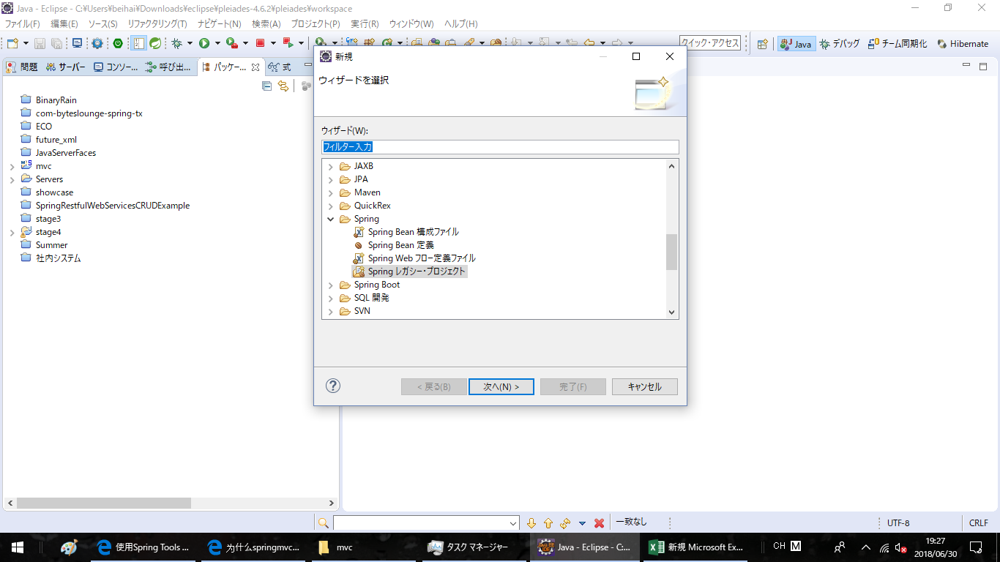 Java - Eclipse - C:¥Users¥beihai¥Downloads¥eclipse¥pleiades-4.6.2¥pleiades¥workspace
ファイル(F) 編集(E) ソース(S) リファクタリング(T) ナビゲート(N) 検索(A) プロジェクト(P) 実行(R) ウィンドウ(W) ヘルプ(H)
クイック・アクセス Java デバッグ チーム同期化 Hibernate
問題 サーバー コンソー... 呼び出... パッケー... 式
BinaryRain
com-byteslounge-spring-tx
ECO
future_xml
JavaServerFaces
mvc
Servers
showcase
SpringRestfulWebServicesCRUDExample
stage3
stage4
Summer
社内システム
新規
ウィザードを選択
ウィザード(W):
フィルター入力
JAXB
JPA
Maven
QuickRex
Spring
Spring Bean 構成ファイル
Spring Bean 定義
Spring Web フロー定義ファイル
Spring レガシー・プロジェクト
Spring Boot
SQL 開発
SVN
< 戻る(B) 次へ(N) > 完了(F) キャンセル
一致なし UTF-8 CRLF
使用Spring Tools ... 为什么springmvc... mvc タスク マネージャー Java - Eclipse - C:... 新規 Microsoft Ex... CH M 19:27
2018/06/30